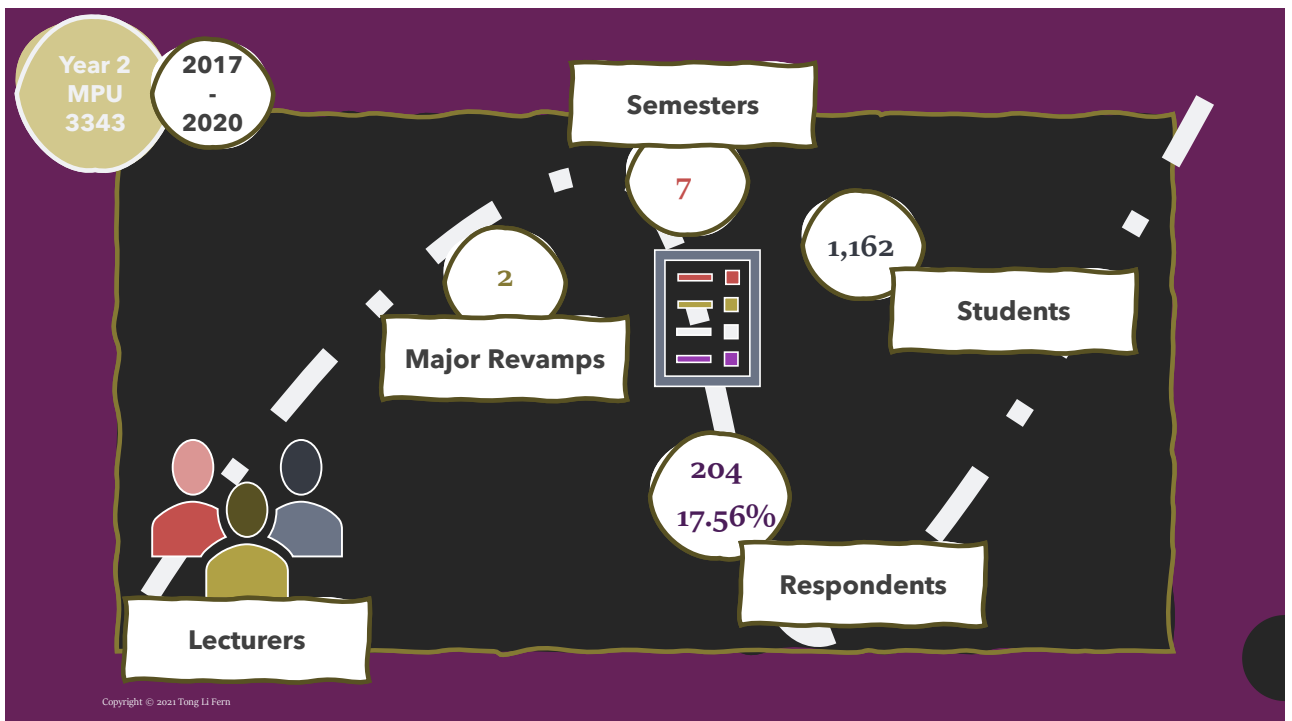 Year 2
MPU
3343
2017
-
2020
Semesters
7
2
Major Revamps
1,162
Students
204
17.56%
Respondents
Lecturers
Copyright © 2021 Tong Li Fern